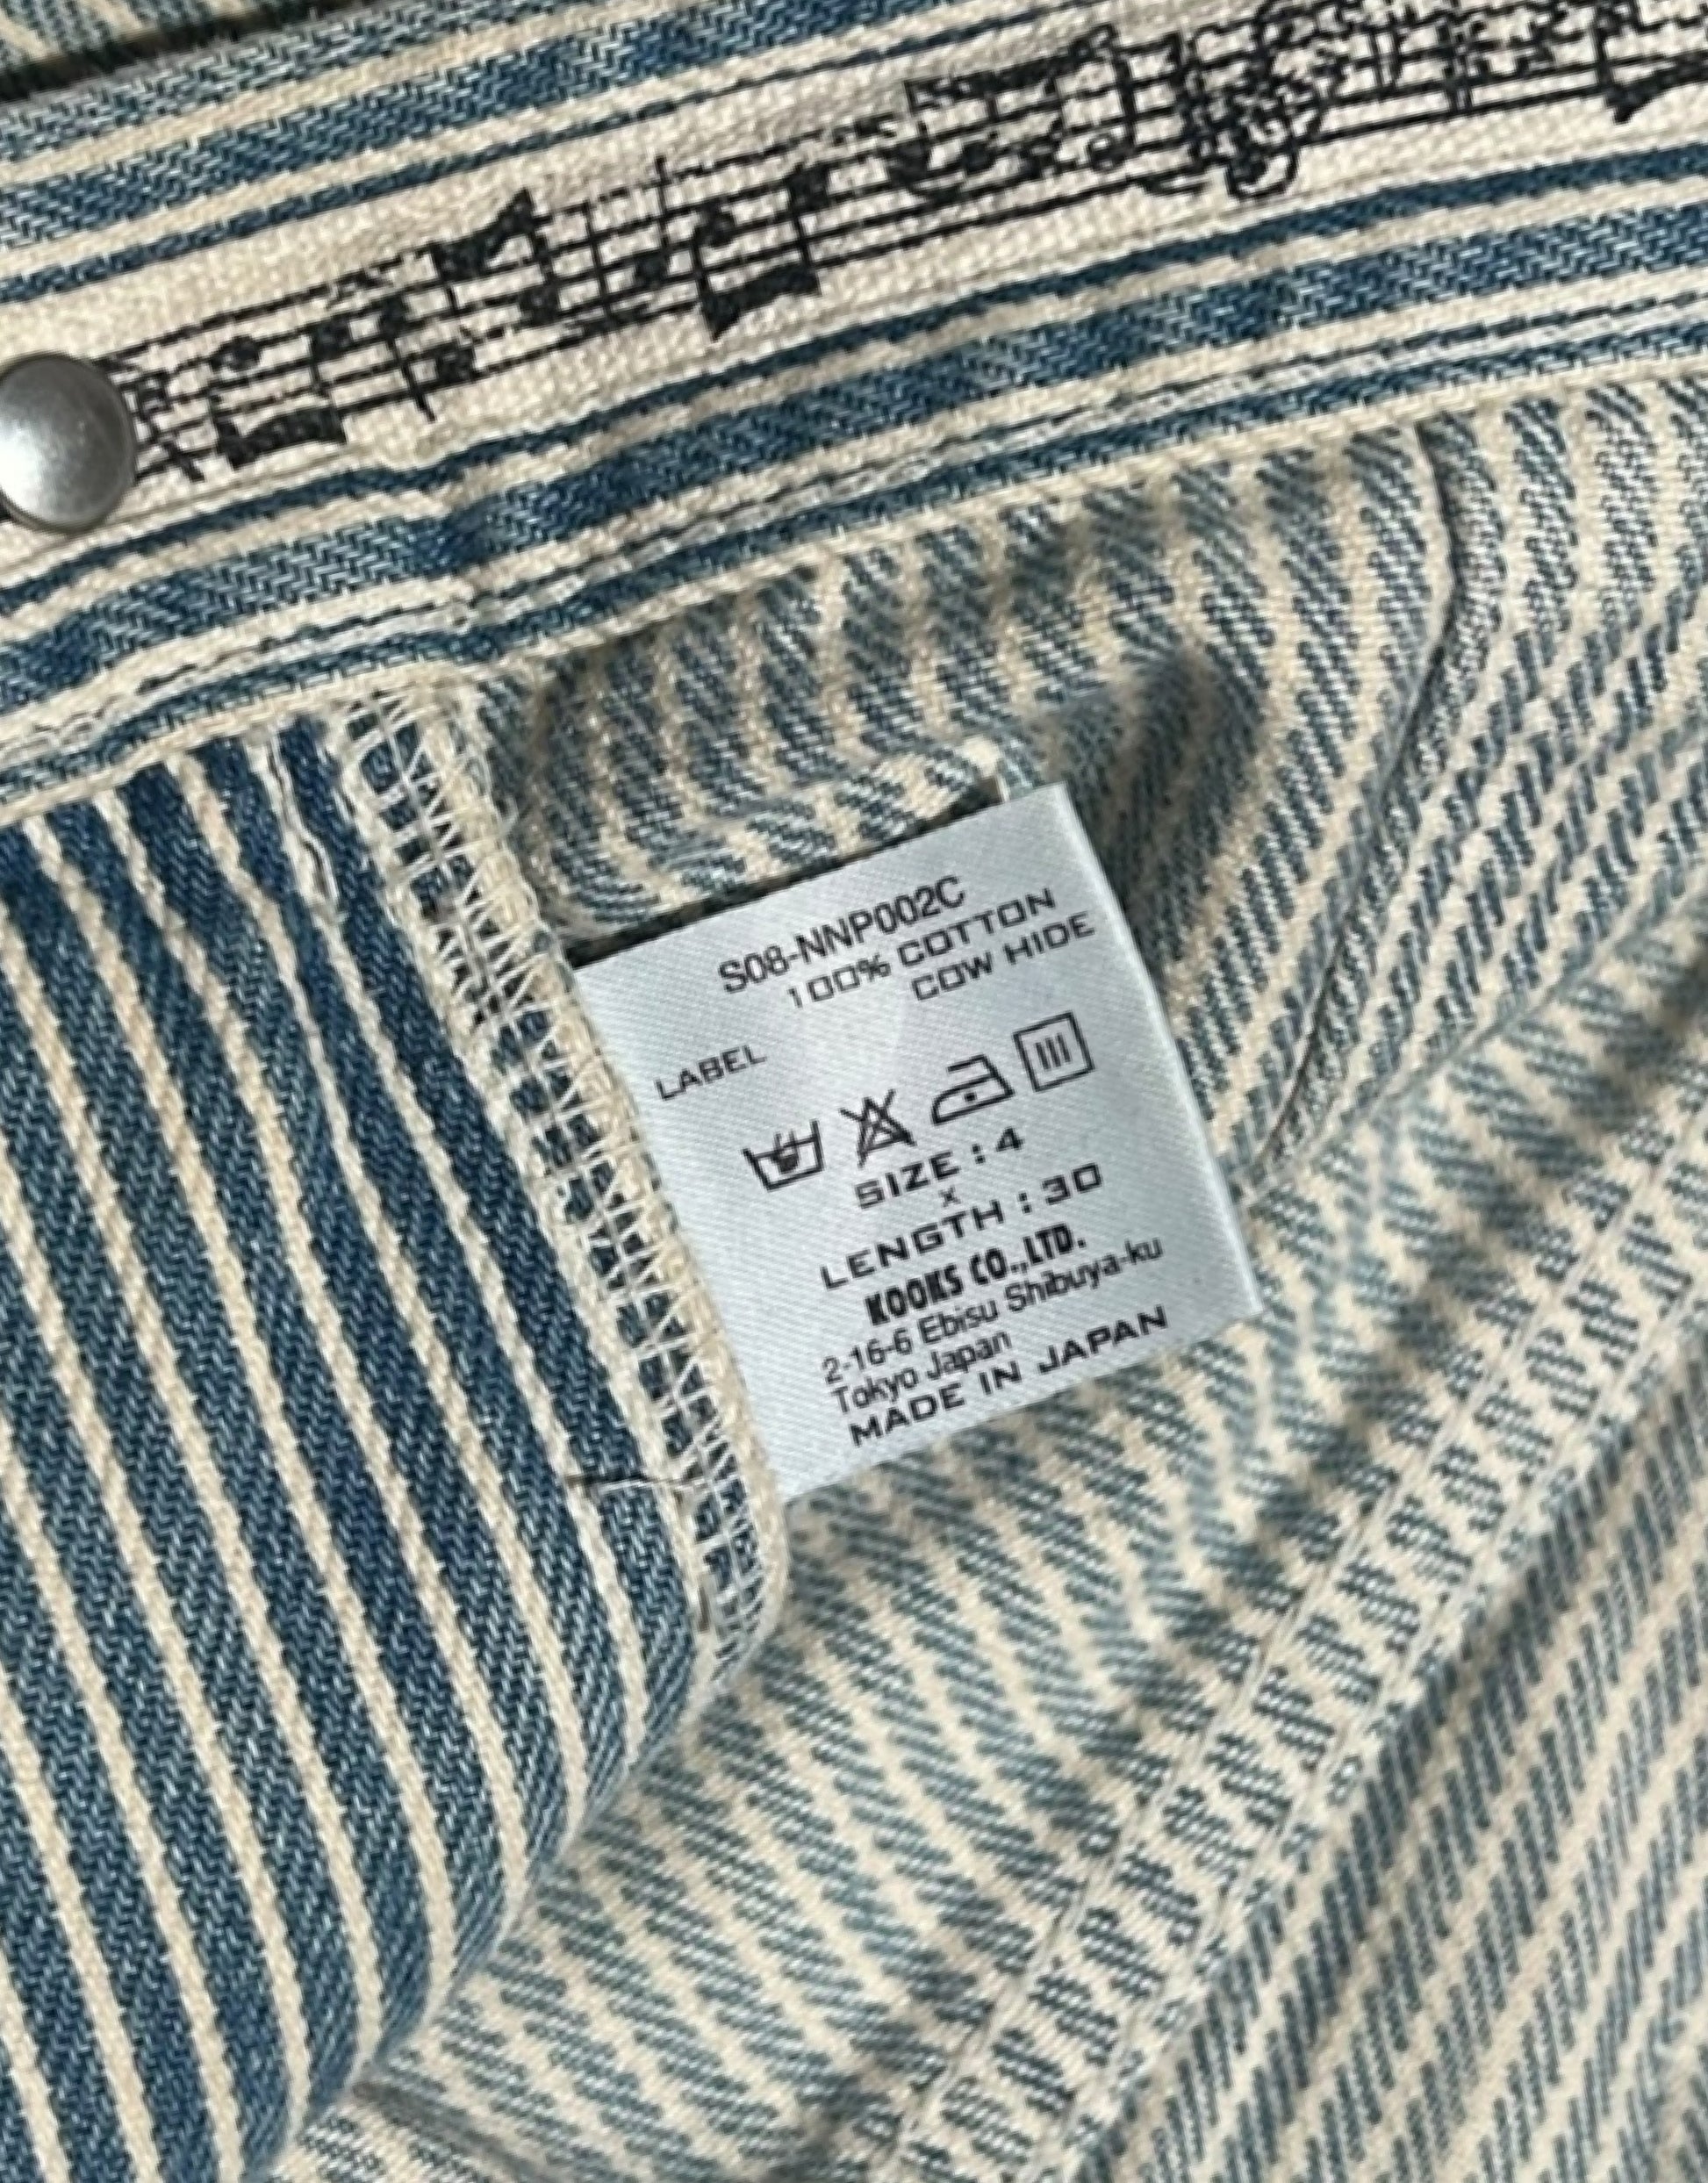 S08-NNP002C
100% COTTON
COW HIDE
LABEL
SIZE : 4
x
LENGTH : 30
KOOKS CO.,LTD.
2-16-6 Ebisu Shibuya-ku
Tokyo Japan
MADE IN JAPAN